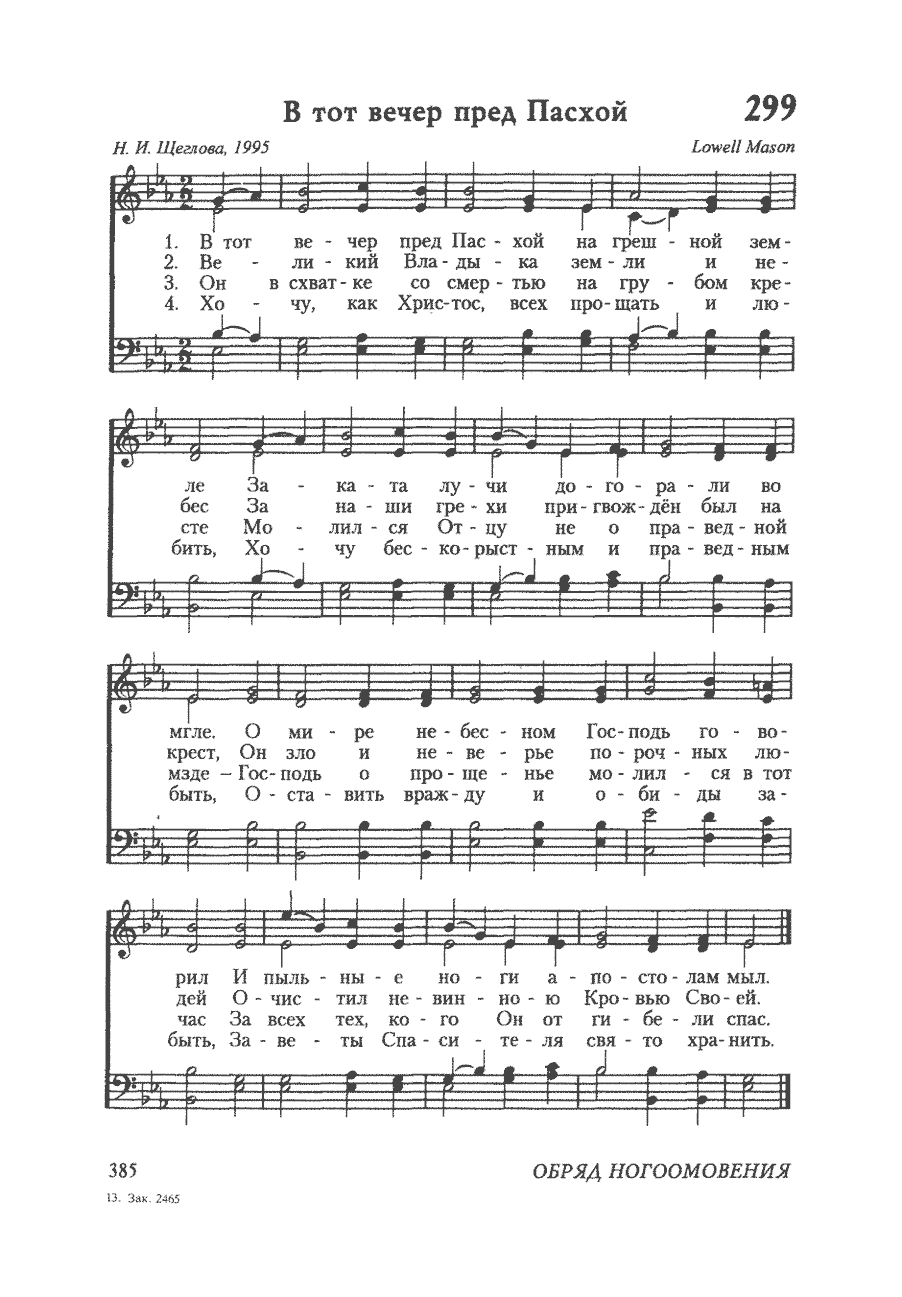 В тот вечер пред Пасхой 299
Н. И. Щеглова, 1995 Lowell Mason
1. В тот ве - чер пред Пас - хой на греш - ной зем -
2. Ве - ли - кий Вла - ды - ка зем - ли и не -
3. Он в схват - ке со смер - тью на гру - бом кре -
4. Хо - чу, как Хрис - тос, всех про - щать и лю -
ле За - ка - та лу - чи до - го - ра - ли во
бес За на - ши гре - хи при - гвож - дён был на
сте Мо - лил - ся От - цу не о пра - вед - ной
бить, Хо - чу бес - ко - рыст - ным и пра - вед - ным
мгле. О ми - ре не - бес - ном Гос - подь го - во -
крест, Он зло и не - ве - рье по - роч - ных лю -
мзде – Гос - подь о про - ще - нье мо - лил - ся в тот
быть, О - ста - вить враж - ду и о - би - ды за -
рил И пыль - ны - е но - ги а - по - сто - лам мыл.
дей О - чис - тил не - вин - но - ю Кро - вью Сво - ей.
час За всех тех, ко - го Он от ги - бе - ли спас.
быть, За - ве - ты Спа - си - те - ля свя - то хра - нить.
385 ОБРЯД НОГООМОВЕНИЯ
13. Зак. 2465